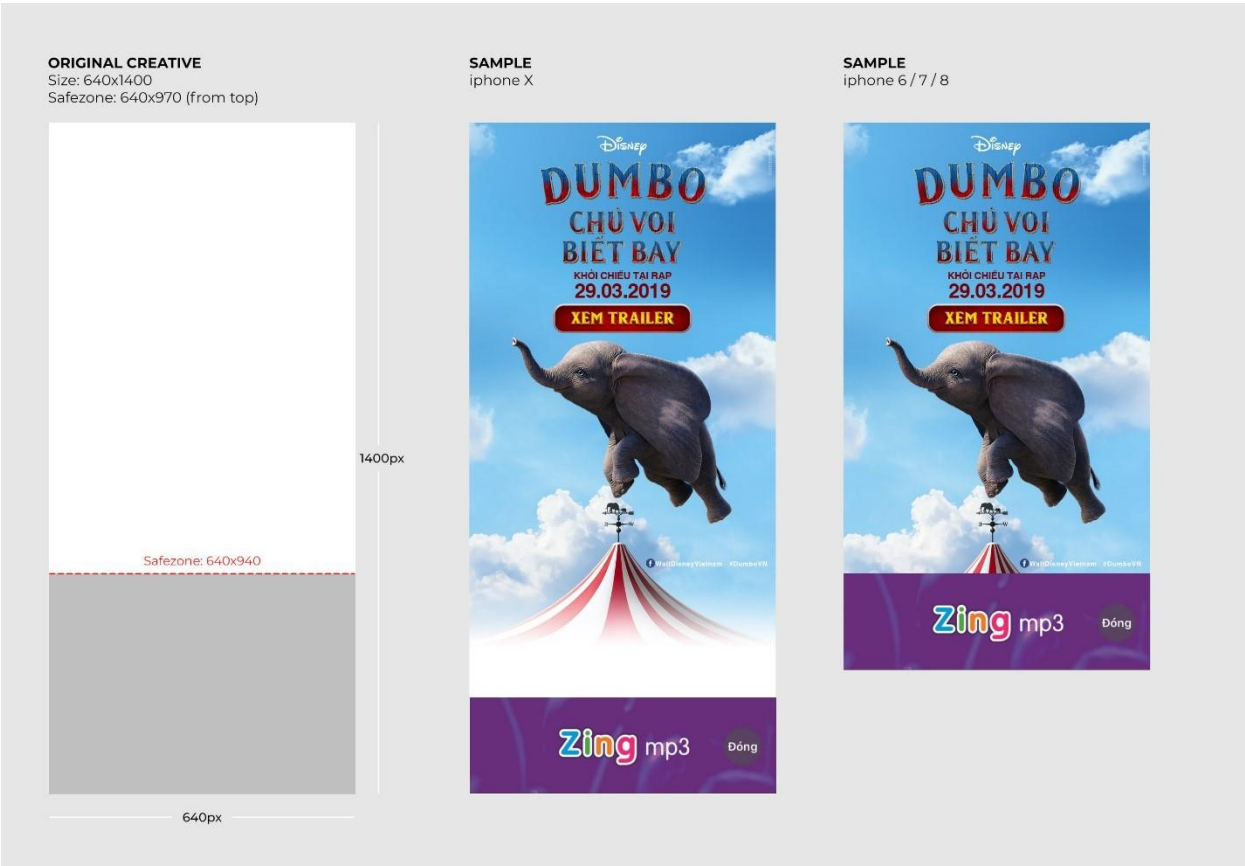 ORIGINAL CREATIVE
Size: 640x1400
Safezone: 640x970 (from top)
1400px
Safezone: 640x940
640px
SAMPLE
iphone X
Disney
DUMBO
CHÚ VOI
BIẾT BAY
KHỞI CHIẾU TẠI RẠP
29.03.2019
XEM TRAILER
WaltDisneyVietnam #DumboVN
Zing mp3
Đóng
SAMPLE
iphone 6 / 7 / 8
Disney
DUMBO
CHÚ VOI
BIẾT BAY
KHỞI CHIẾU TẠI RẠP
29.03.2019
XEM TRAILER
WaltDisneyVietnam #DumboVN
Zing mp3
Đóng